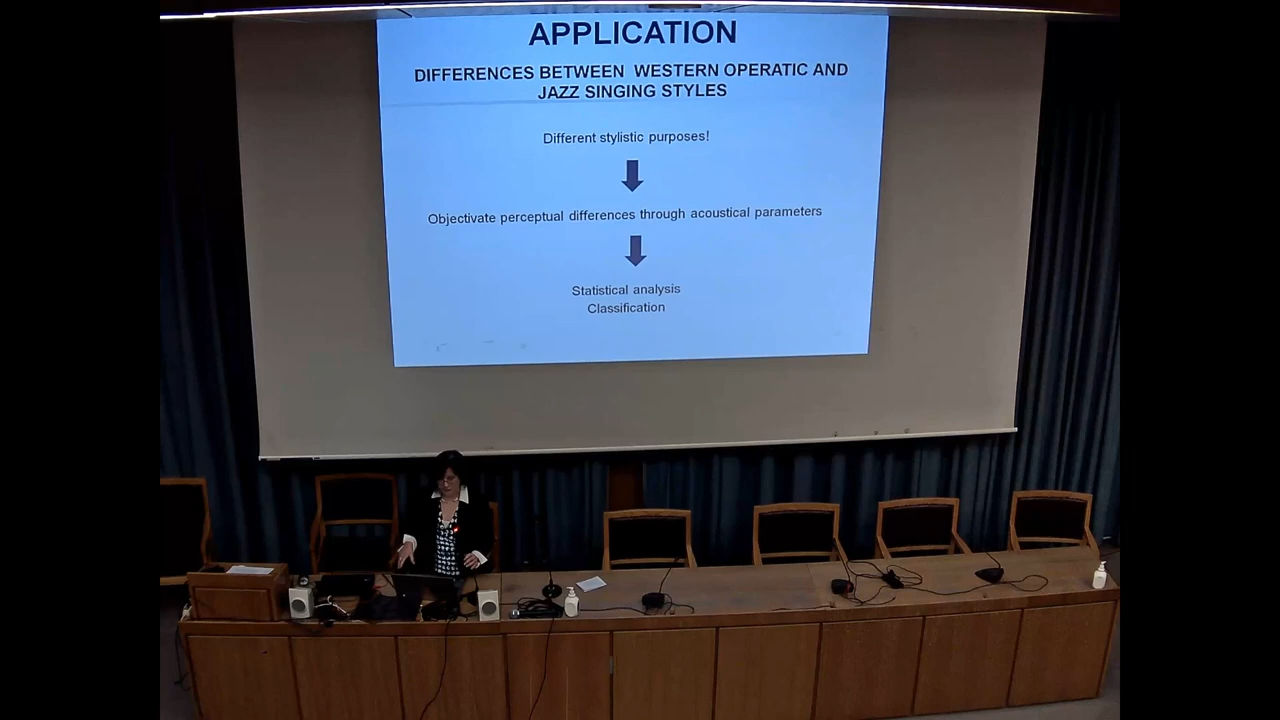 APPLICATION
DIFFERENCES BETWEEN WESTERN OPERATIC AND
JAZZ SINGING STYLES
Different stylistic purposes!
Objectivate perceptual differences through acoustical parameters
Statistical analysis
Classification